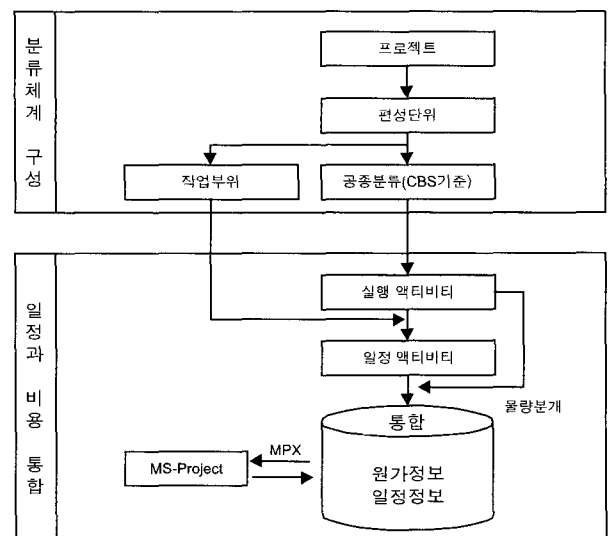 분류체계 구성
프로젝트
편성단위
작업부위
공종분류(CBS기준)
일정과 비용 통합
실행 액티비티
일정 액티비티
물량분개
통합
MPX
MS-Project
원가정보
일정정보